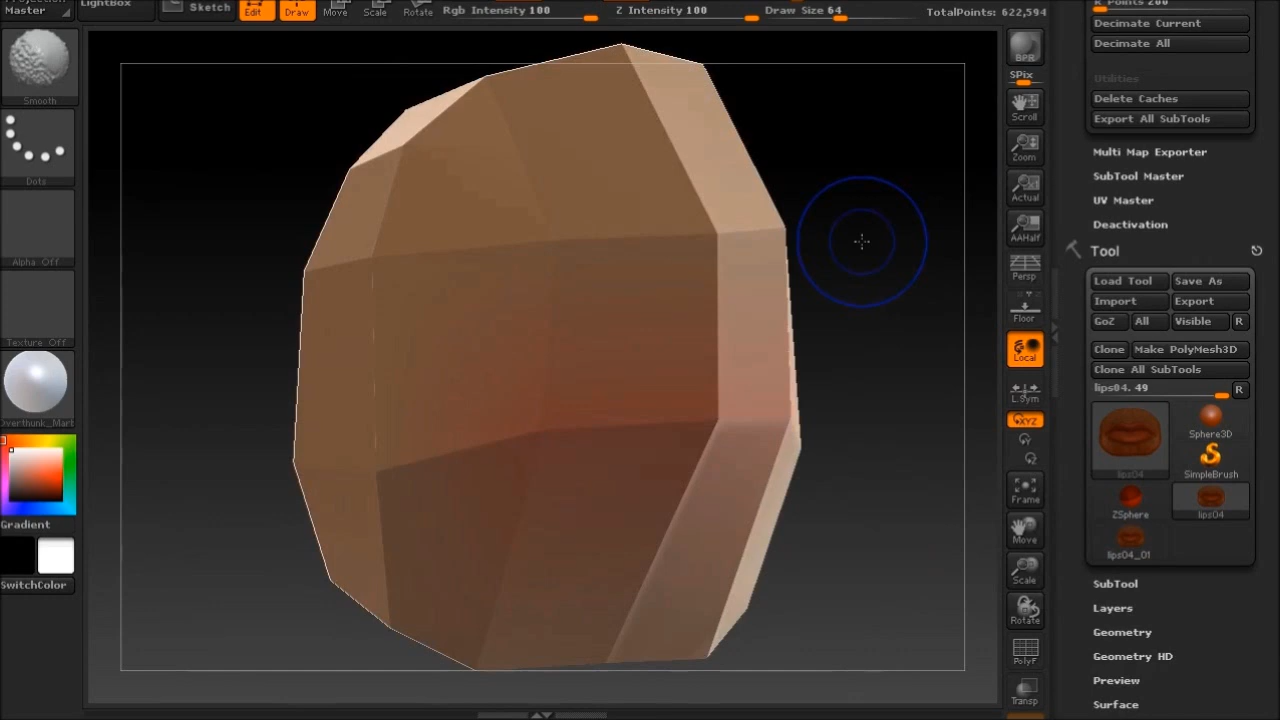 Master
LightBox
Sketch
Edit
Draw
Move
Scale
Rotate
Rgb Intensity 100
Z Intensity 100
Draw Size 64
TotalPoints: 622,594
Smooth
Dots
Alpha Off
Texture Off
Gradient
SwitchColor
BPR
SPix
Scroll
Zoom
Actual
AAHalf
Persp
Floor
Local
L.Sym
XYZ
Frame
Move
Scale
Rotate
PolyF
Transp
Decimate Current
Decimate All
Utilities
Delete Caches
Export All SubTools
Multi Map Exporter
SubTool Master
UV Master
Deactivation
Tool
Load Tool
Save As
Import
Export
GoZ
All
Visible
R
Clone
Make PolyMesh3D
Clone All SubTools
lips04. 49
R
Sphere3D
lips04
SimpleBrush
ZSphere
lips04
lips04_01
SubTool
Layers
Geometry
Geometry HD
Preview
Surface